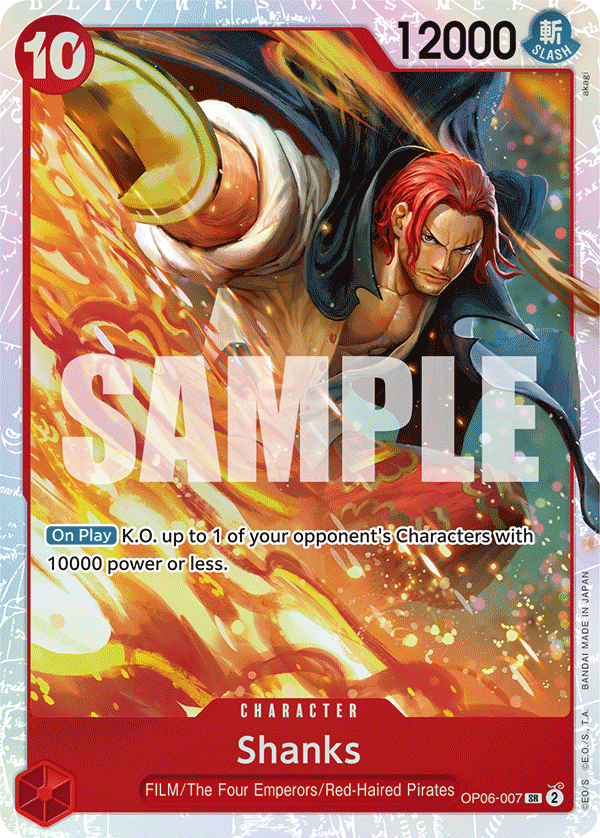 10
12000
斬
SLASH
akagi
SAMPLE
On Play K.O. up to 1 of your opponent's Characters with
10000 power or less.
©E.O/S ©E.O./S., T.A. BANDAI MADE IN JAPAN
CHARACTER
Shanks
FILM/The Four Emperors/Red-Haired Pirates
OP06-007 SR 2